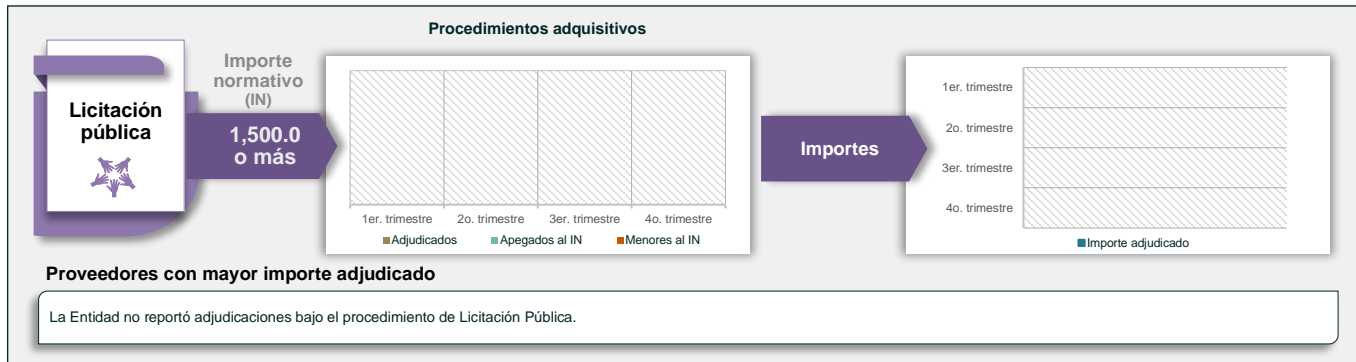 Procedimientos adquisitivos
Licitación
pública
Importe
normativo
(IN)
1,500.0
o más
1er. trimestre 2o. trimestre 3er. trimestre 4o. trimestre
Adjudicados Apegados al IN Menores al IN
Importes
1er. trimestre
2o. trimestre
3er. trimestre
4o. trimestre
Importe adjudicado
Proveedores con mayor importe adjudicado
La Entidad no reportó adjudicaciones bajo el procedimiento de Licitación Pública.